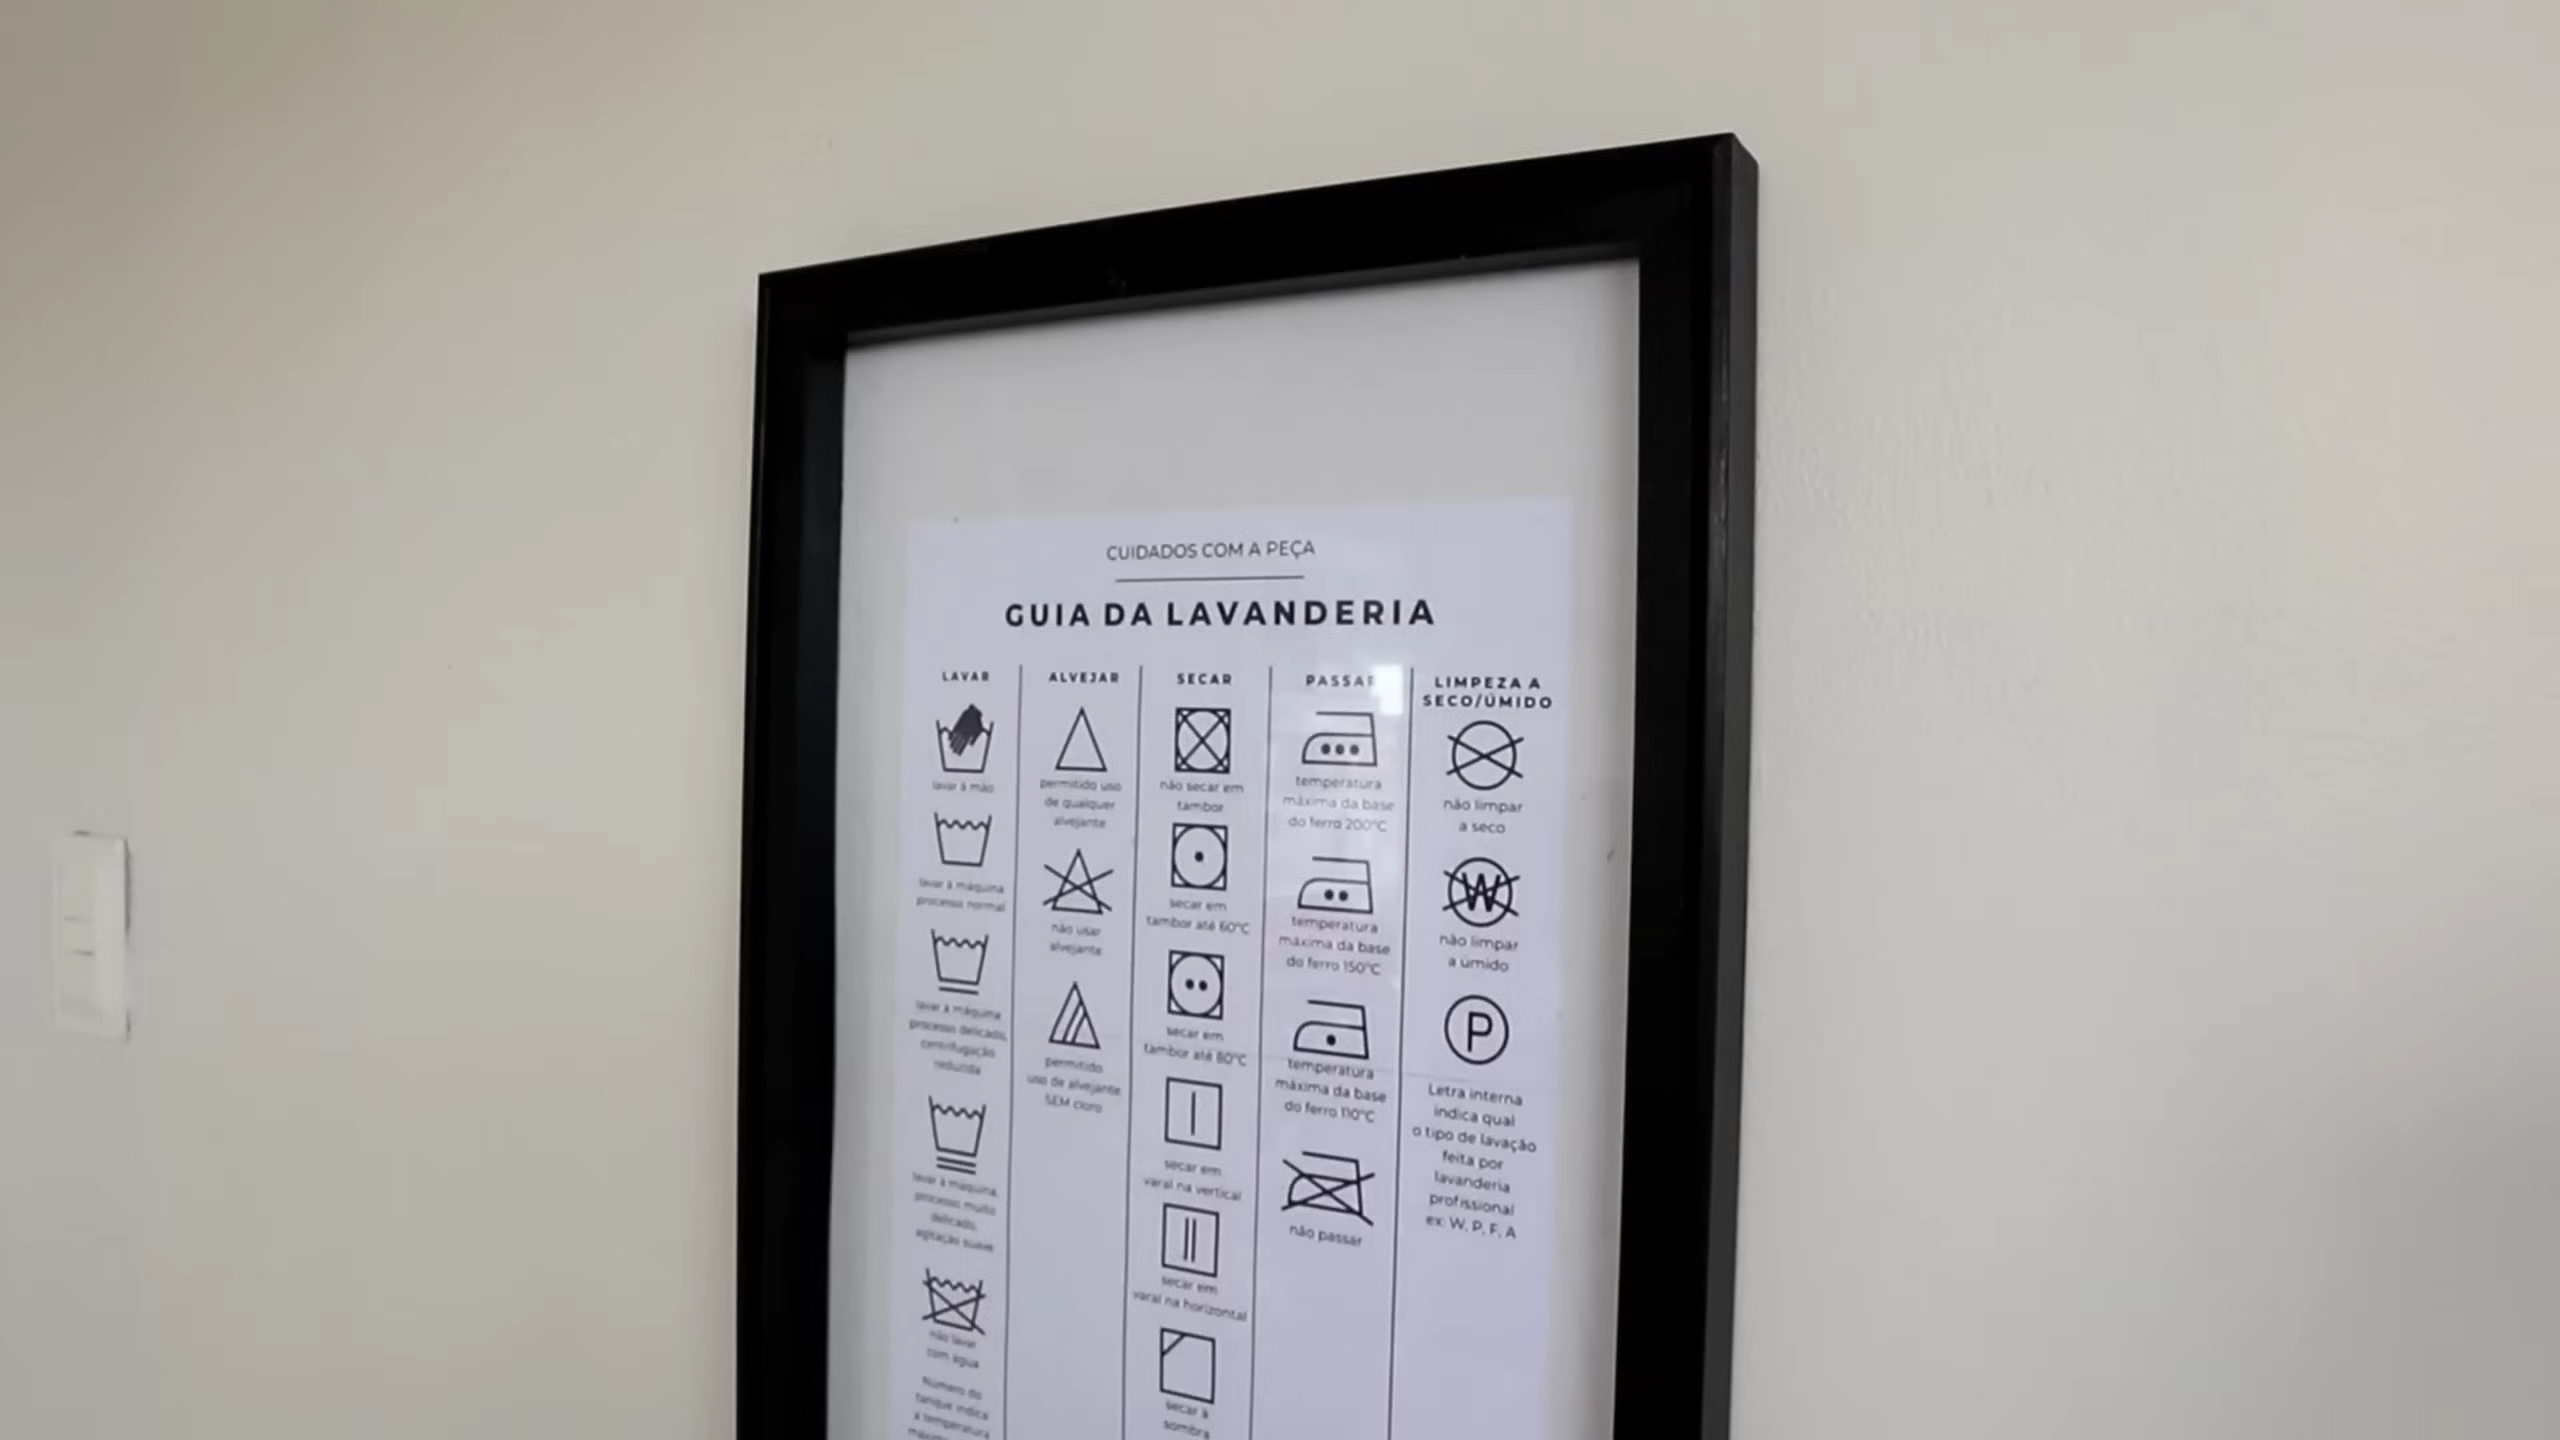 CUIDADOS COM A PEÇA
GUIA DA LAVANDERIA
LAVAR
lavar à mão
lavar à máquina
processo normal
lavar à máquina
processo delicado,
centrifugação
reduzida
lavar à máquina,
processo muito
delicado,
agitação suave
não lavar
com água
Número do
tanque indica
a temperatura
ALVEJAR
permitido uso
de qualquer
alvejante
não usar
alvejante
permitido
uso de alvejante
SEM cloro
SECAR
não secar em
tambor
secar em
tambor até 60°C
secar em
tambor até 80°C
secar em
varal na vertical
secar em
varal na horizontal
secar à
sombra
PASSAR
temperatura
máxima da base
do ferro 200°C
temperatura
máxima da base
do ferro 150°C
temperatura
máxima da base
do ferro 110°C
não passar
LIMPEZA A
SECO/ÚMIDO
não limpar
a seco
W
não limpar
a úmido
P
Letra interna
indica qual
o tipo de lavação
feita por
lavanderia
profissional
ex: W, P, F, A